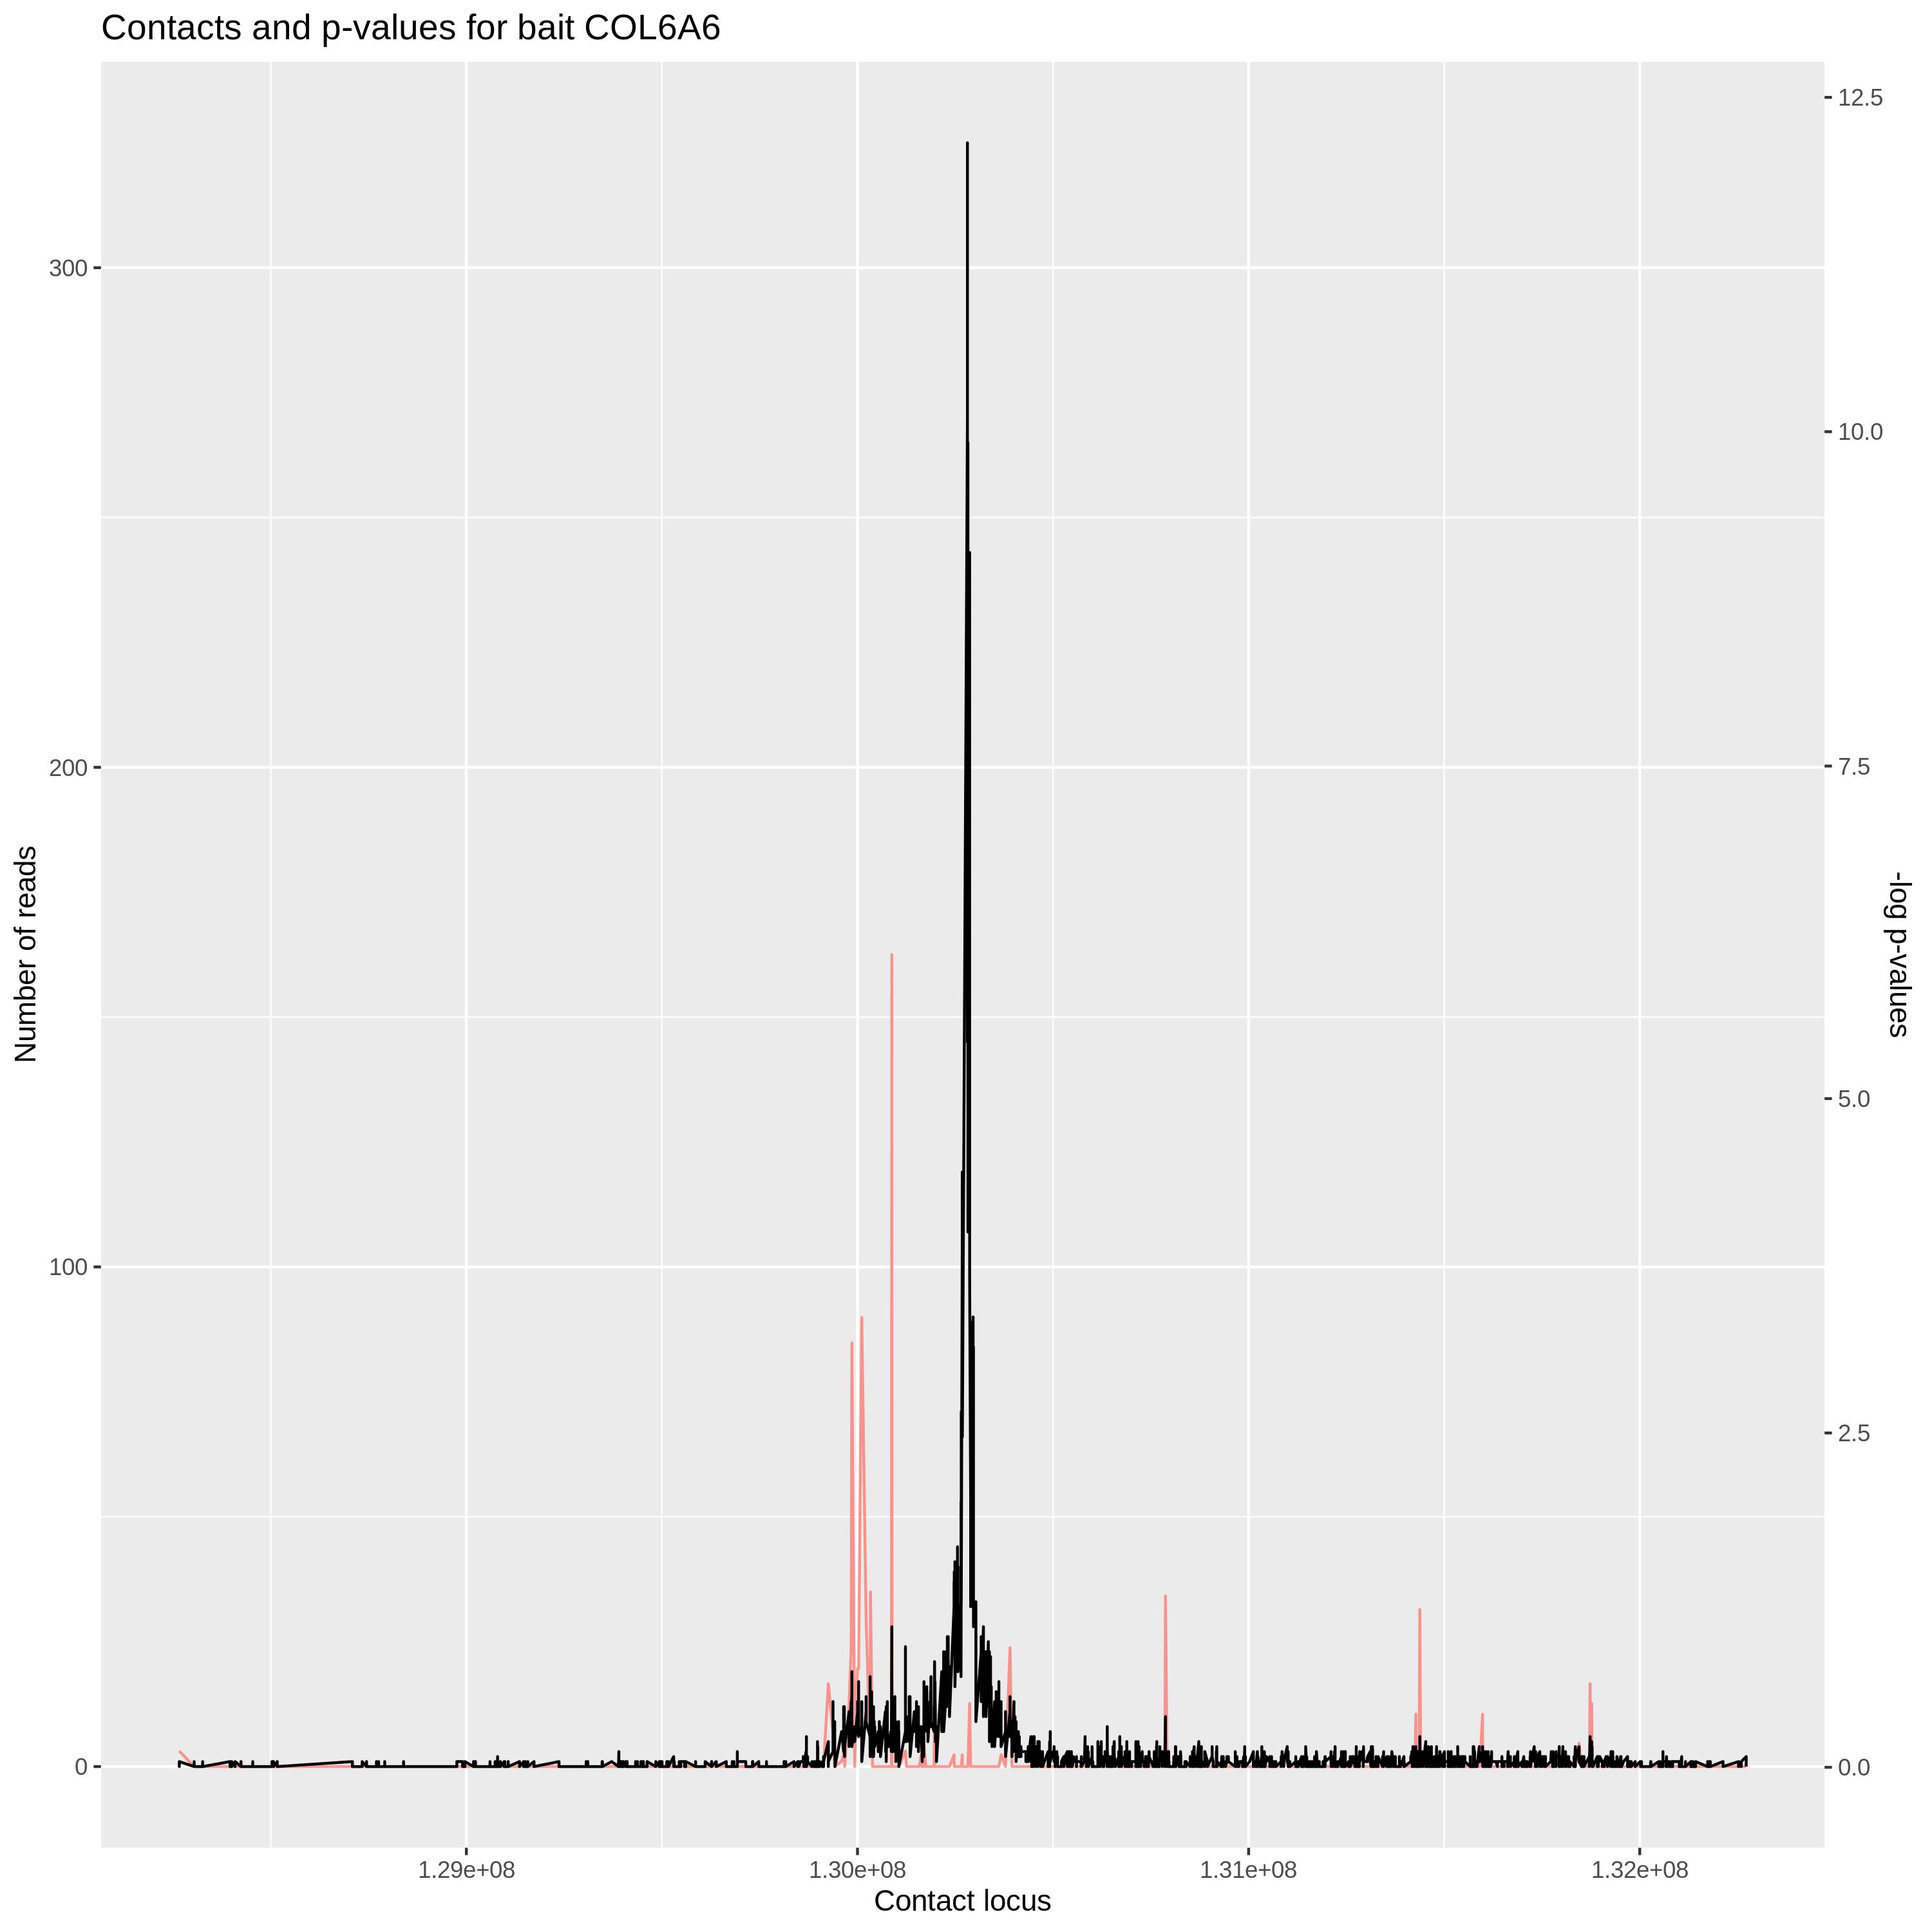 Contacts and p-values for bait COL6A6
Number of reads
300
200
100
0
12.5
10.0
7.5
5.0
2.5
0.0
-log p-values
1.29e+08 1.30e+08 1.31e+08 1.32e+08
Contact locus